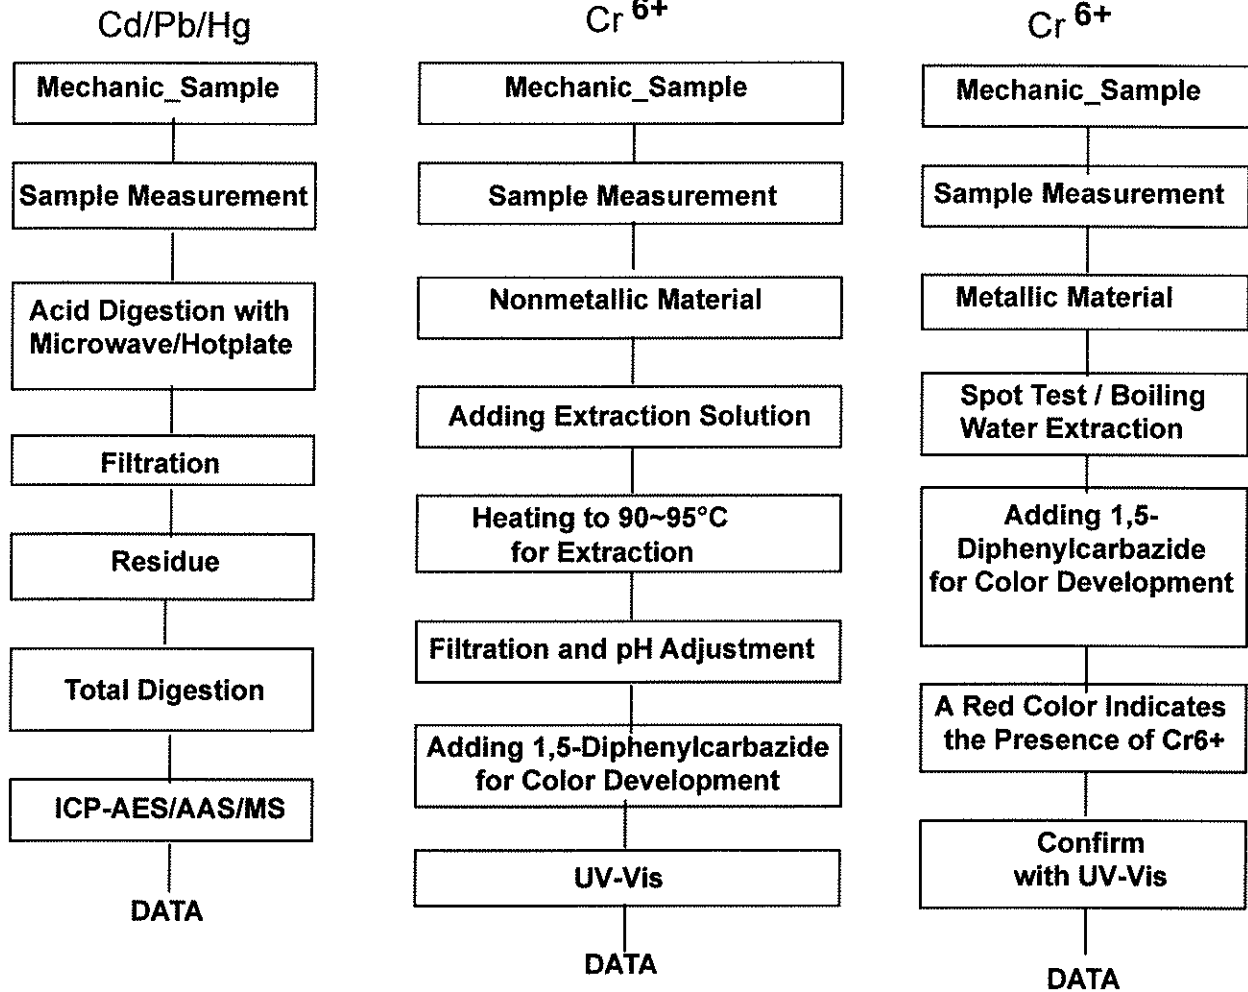 Cd/Pb/Hg
Mechanic_Sample
Sample Measurement
Acid Digestion with
Microwave/Hotplate
Filtration
Residue
Total Digestion
ICP-AES/AAS/MS
DATA
Cr 6+
Mechanic_Sample
Sample Measurement
Nonmetallic Material
Adding Extraction Solution
Heating to 90~95°C
for Extraction
Filtration and pH Adjustment
Adding 1,5-Diphenylcarbazide
for Color Development
UV-Vis
DATA
Cr 6+
Mechanic_Sample
Sample Measurement
Metallic Material
Spot Test / Boiling
Water Extraction
Adding 1,5-
Diphenylcarbazide
for Color Development
A Red Color Indicates
the Presence of Cr6+
Confirm
with UV-Vis
DATA